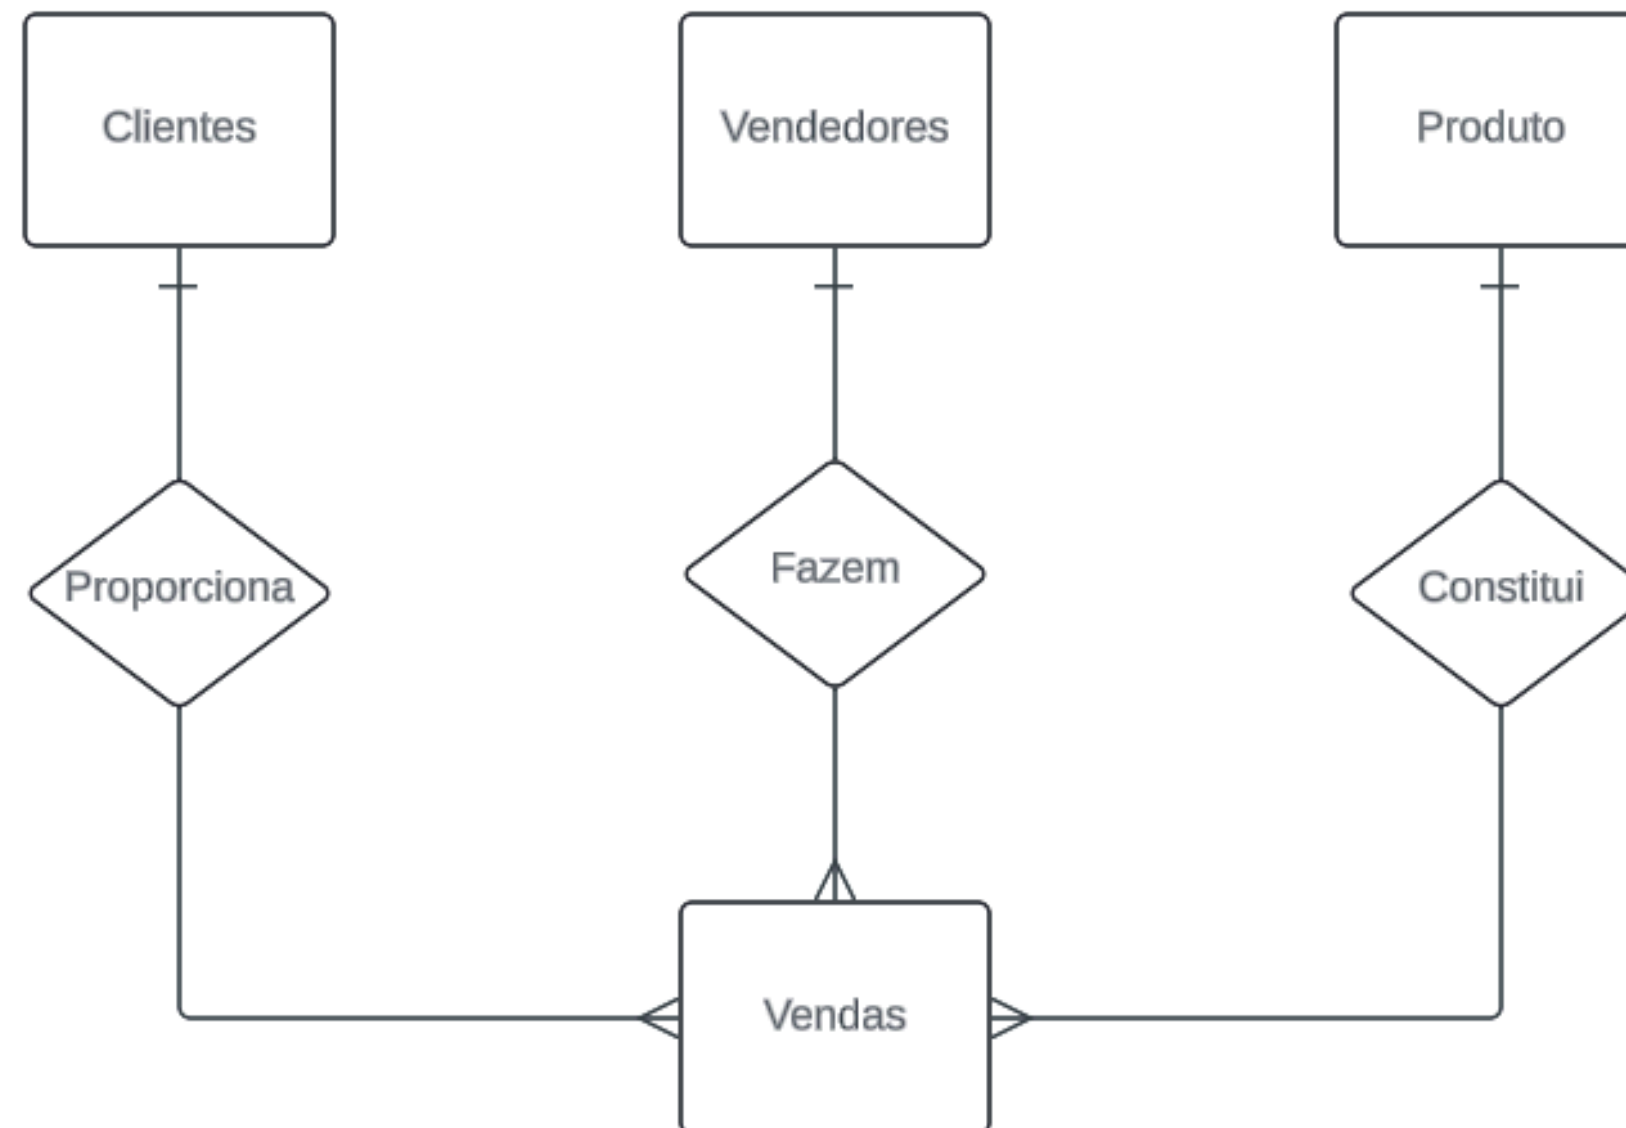 Clientes
Vendedores
Produto
Proporciona
Fazem
Constitui
Vendas